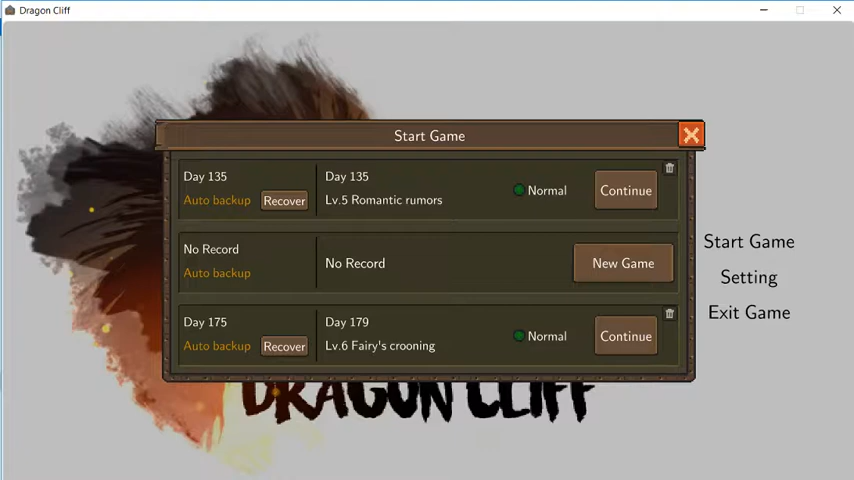 Dragon Cliff
Start Game
Day 135
Auto backup
Recover
Day 135
Lv.5 Romantic rumors
Normal
Continue
No Record
Auto backup
No Record
New Game
Day 175
Auto backup
Recover
Day 179
Lv.6 Fairy's crooning
Normal
Continue
Start Game
Setting
Exit Game
DRAGON CLIFF